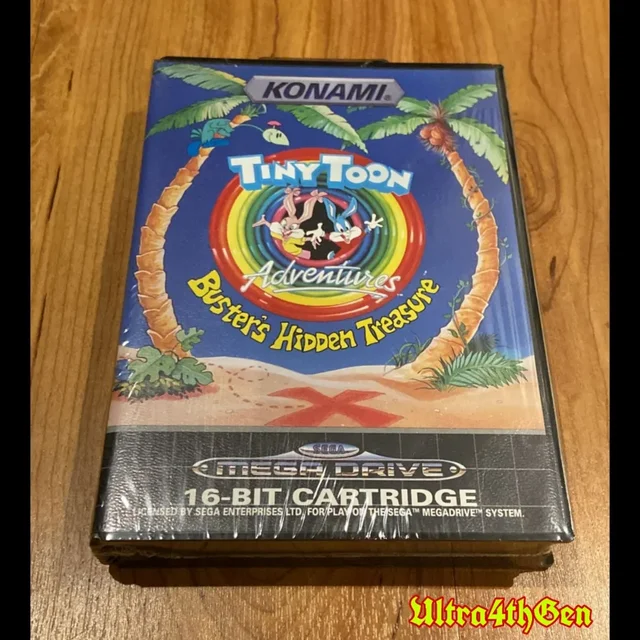 KONAMI®
TINY TOON
Adventures
BUSTER'S HIDDEN TREASURE
SEGA
MEGA DRIVE
16-BIT CARTRIDGE
LICENSED BY SEGA ENTERPRISES LTD. FOR PLAY ON THE SEGA™ MEGADRIVE™ SYSTEM.
Ultra4thGen